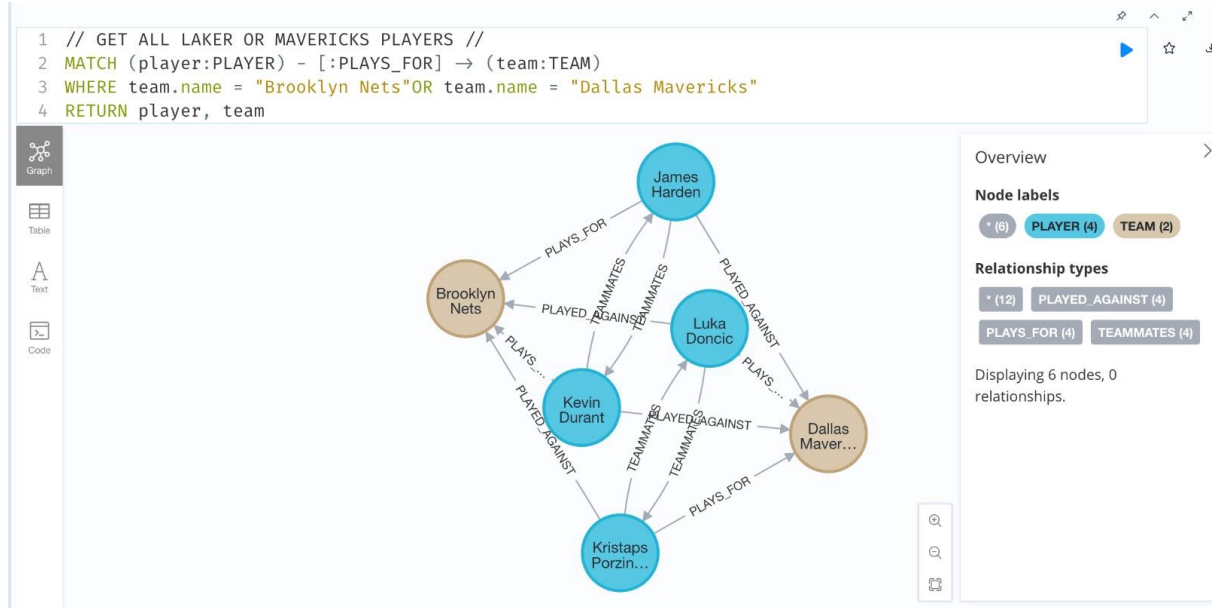 1 // GET ALL LAKER OR MAVERICKS PLAYERS //
2 MATCH (player:PLAYER) - [:PLAYS_FOR] → (team:TEAM)
3 WHERE team.name = "Brooklyn Nets"OR team.name = "Dallas Mavericks"
4 RETURN player, team
Graph
Table
Text
Code
James
Harden
PLAYS_FOR
TEAMMATES
TEAMMATES
PLAYED_AGAINST
Brooklyn
Nets
PLAYED_AGAINST
Luka
Doncic
PLAYS_...
PLAYS_...
Kevin
Durant
PLAYED_AGAINST
PLAYED_AGAINST
TEAMMATES
TEAMMATES
Dallas
Maver...
PLAYS_FOR
Kristaps
Porzin...
Overview
Node labels
* (6) PLAYER (4) TEAM (2)
Relationship types
* (12) PLAYED_AGAINST (4)
PLAYS_FOR (4) TEAMMATES (4)
Displaying 6 nodes, 0
relationships.